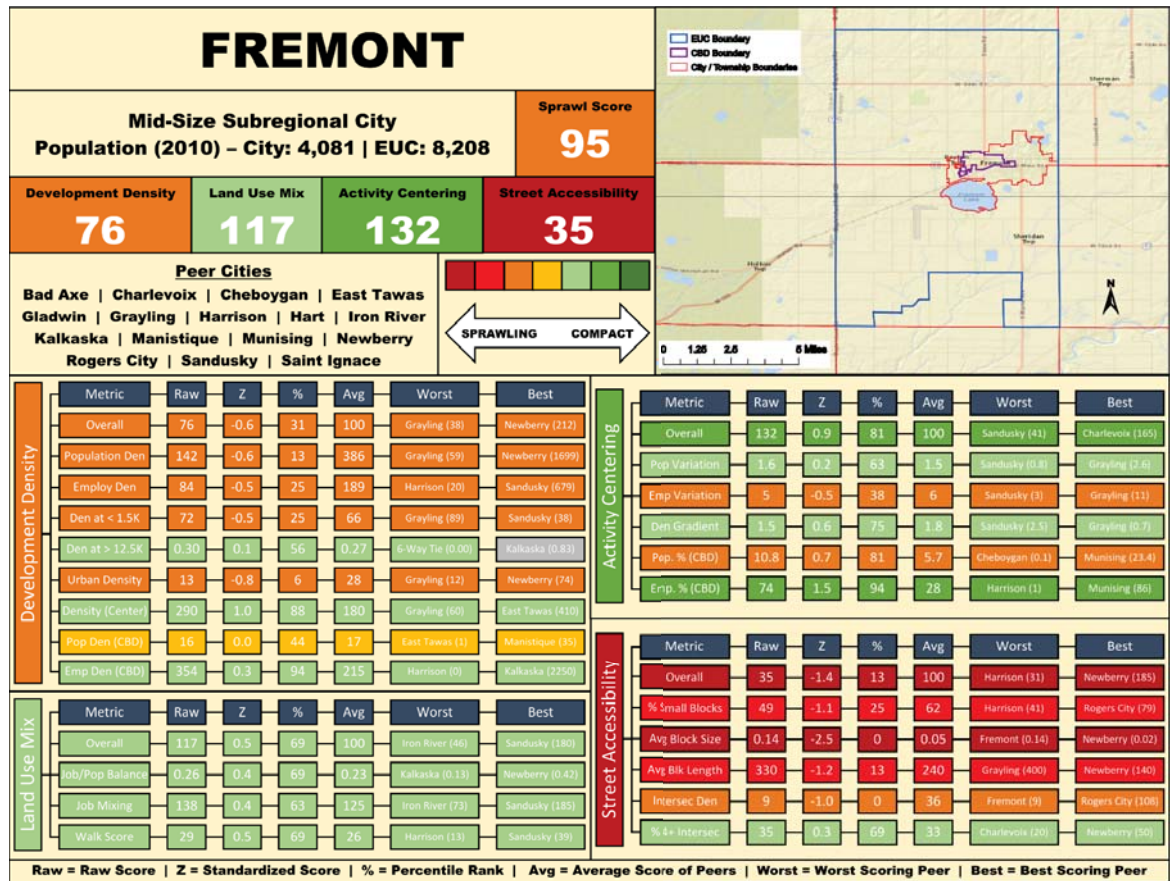 FREMONT
Mid-Size Subregional City
Population (2010) – City: 4,081 | EUC: 8,208
Sprawl Score
95
Development Density
76
Land Use Mix
117
Activity Centering
132
Street Accessibility
35
Peer Cities
Bad Axe | Charlevoix | Cheboygan | East Tawas
Gladwin | Grayling | Harrison | Hart | Iron River
Kalkaska | Manistique | Munising | Newberry
Rogers City | Sandusky | Saint Ignace
SPRAWLING COMPACT
EUC Boundary
CBD Boundary
City / Township Boundaries
Sherman
Twp
Sheridan
Twp
Holton
Twp
N
0 1.25 2.5 5 Miles
Development Density
Metric Raw Z % Avg Worst Best
Overall 76 -0.6 31 100 Grayling (38) Newberry (212)
Population Den 142 -0.6 13 386 Grayling (59) Newberry (1699)
Employ Den 84 -0.5 25 189 Harrison (20) Sandusky (679)
Den at < 1.5K 72 -0.5 25 66 Grayling (89) Sandusky (38)
Den at > 12.5K 0.30 0.1 56 0.27 6-Way Tie (0.00) Kalkaska (0.83)
Urban Density 13 -0.8 6 28 Grayling (12) Newberry (74)
Density (Center) 290 1.0 88 180 Grayling (60) East Tawas (410)
Pop Den (CBD) 16 0.0 44 17 East Tawas (1) Manistique (35)
Emp Den (CBD) 354 0.3 94 215 Harrison (0) Kalkaska (2250)
Land Use Mix
Metric Raw Z % Avg Worst Best
Overall 117 0.5 69 100 Iron River (46) Sandusky (180)
Job/Pop Balance 0.26 0.4 69 0.23 Kalkaska (0.13) Newberry (0.42)
Job Mixing 138 0.4 63 125 Iron River (73) Sandusky (185)
Walk Score 29 0.5 69 26 Harrison (13) Sandusky (39)
Activity Centering
Metric Raw Z % Avg Worst Best
Overall 132 0.9 81 100 Sandusky (41) Charlevoix (165)
Pop Variation 1.6 0.2 63 1.5 Sandusky (0.8) Grayling (2.6)
Emp Variation 5 -0.5 38 6 Sandusky (3) Grayling (11)
Den Gradient 1.5 0.6 75 1.8 Sandusky (2.5) Grayling (0.7)
Pop. % (CBD) 10.8 0.7 81 5.7 Cheboygan (0.1) Munising (23.4)
Emp. % (CBD) 74 1.5 94 28 Harrison (1) Munising (86)
Street Accessibility
Metric Raw Z % Avg Worst Best
Overall 35 -1.4 13 100 Harrison (31) Newberry (185)
% Small Blocks 49 -1.1 25 62 Harrison (41) Rogers City (79)
Avg Block Size 0.14 -2.5 0 0.05 Fremont (0.14) Newberry (0.02)
Avg Blk Length 330 -1.2 13 240 Grayling (400) Newberry (140)
Intersec Den 9 -1.0 0 36 Fremont (9) Rogers City (108)
% 4+ Intersec 35 0.3 69 33 Charlevoix (20) Newberry (50)
Raw = Raw Score | Z = Standardized Score | % = Percentile Rank | Avg = Average Score of Peers | Worst = Worst Scoring Peer | Best = Best Scoring Peer